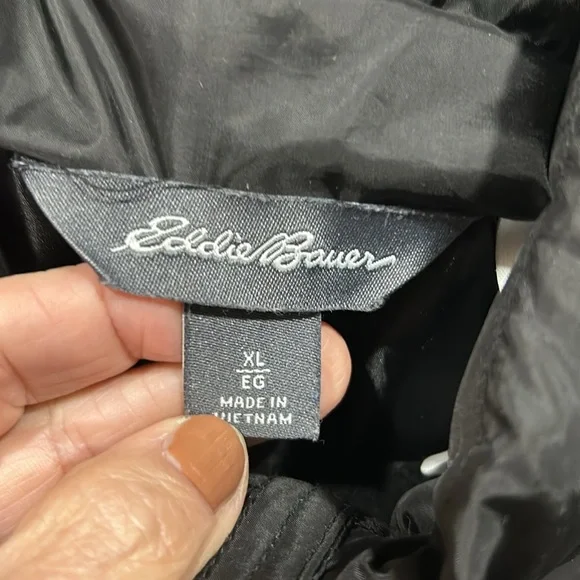 Eddie Bauer
XL
EG
MADE IN
VIETNAM